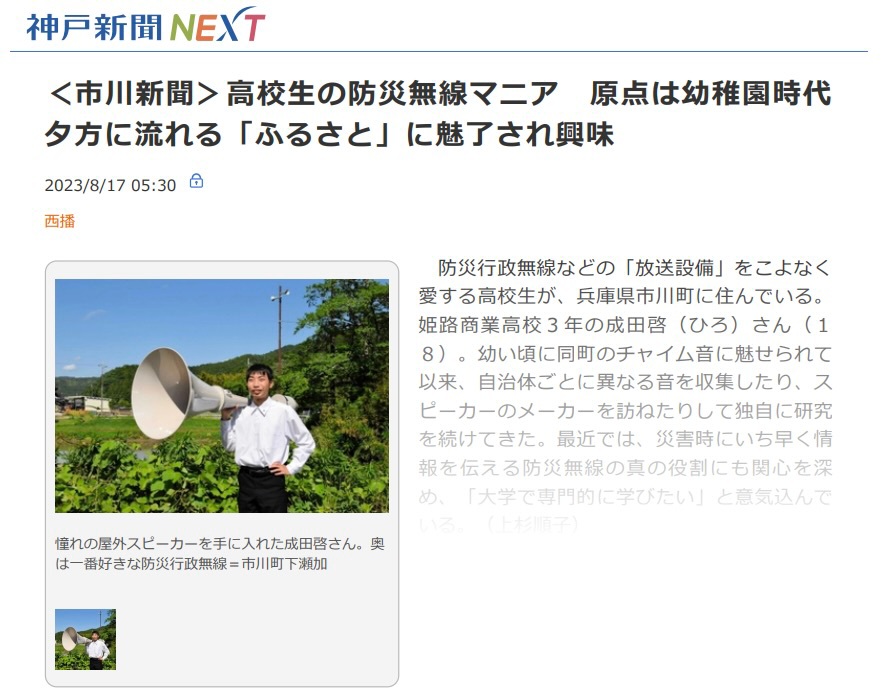 神戸新聞NEXT
＜市川新聞＞高校生の防災無線マニア　原点は幼稚園時代
夕方に流れる「ふるさと」に魅了され興味
2023/8/17 05:30
西播
防災行政無線などの「放送設備」をこよなく
愛する高校生が、兵庫県市川町に住んでいる。
姫路商業高校３年の成田啓（ひろ）さん（１
８）。幼い頃に同町のチャイム音に魅せられて
以来、自治体ごとに異なる音を収集したり、ス
ピーカーのメーカーを訪ねたりして独自に研究
を続けてきた。最近では、災害時にいち早く情
報を伝える防災無線の真の役割にも関心を深
め、「大学で専門的に学びたい」と意気込んで
いる。（上杉順子）
憧れの屋外スピーカーを手に入れた成田啓さん。奥
は一番好きな防災行政無線＝市川町下瀬加